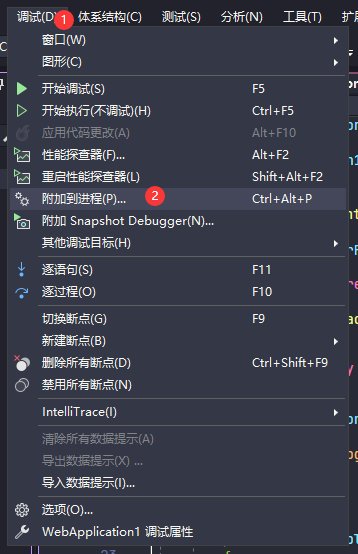 调试(D) 1 体系结构(C) 测试(S) 分析(N) 工具(T) 扩展
窗口(W)
图形(C)
开始调试(S) F5
开始执行(不调试)(H) Ctrl+F5
应用代码更改(A) Alt+F10
性能探查器(F)... Alt+F2
重启性能探查器(L) Shift+Alt+F2
附加到进程(P)... 2 Ctrl+Alt+P
附加 Snapshot Debugger(N)...
其他调试目标(H)
逐语句(S) F11
逐过程(O) F10
切换断点(G) F9
新建断点(B)
删除所有断点(D) Ctrl+Shift+F9
禁用所有断点(N)
IntelliTrace(I)
清除所有数据提示(A)
导出数据提示(X) ...
导入数据提示(I)...
选项(O)...
WebApplication1 调试属性
23